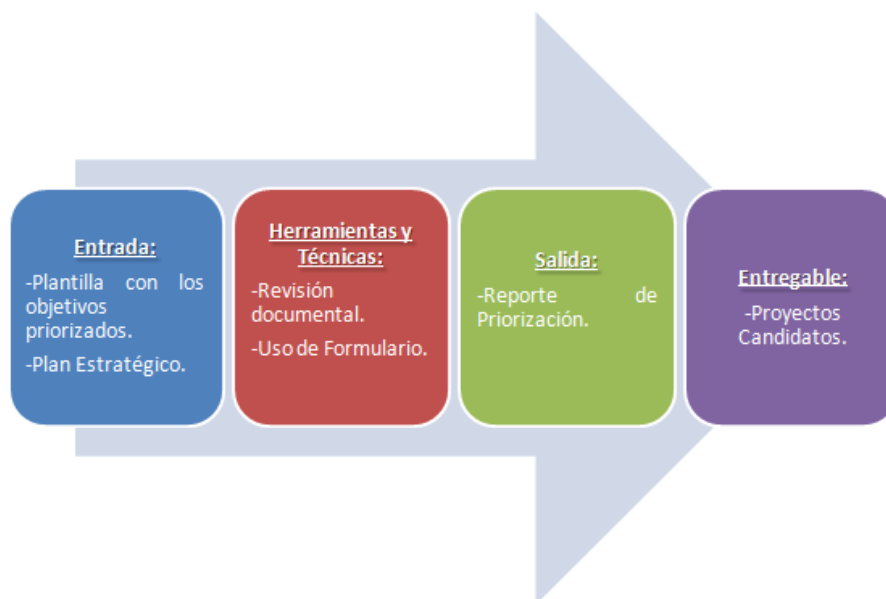 Entrada:
-Plantilla con los
objetivos
priorizados.
-Plan Estratégico.
Herramientas y
Técnicas:
-Revisión
documental.
-Uso de Formulario.
Salida:
-Reporte de
Priorización.
Entregable:
-Proyectos
Candidatos.